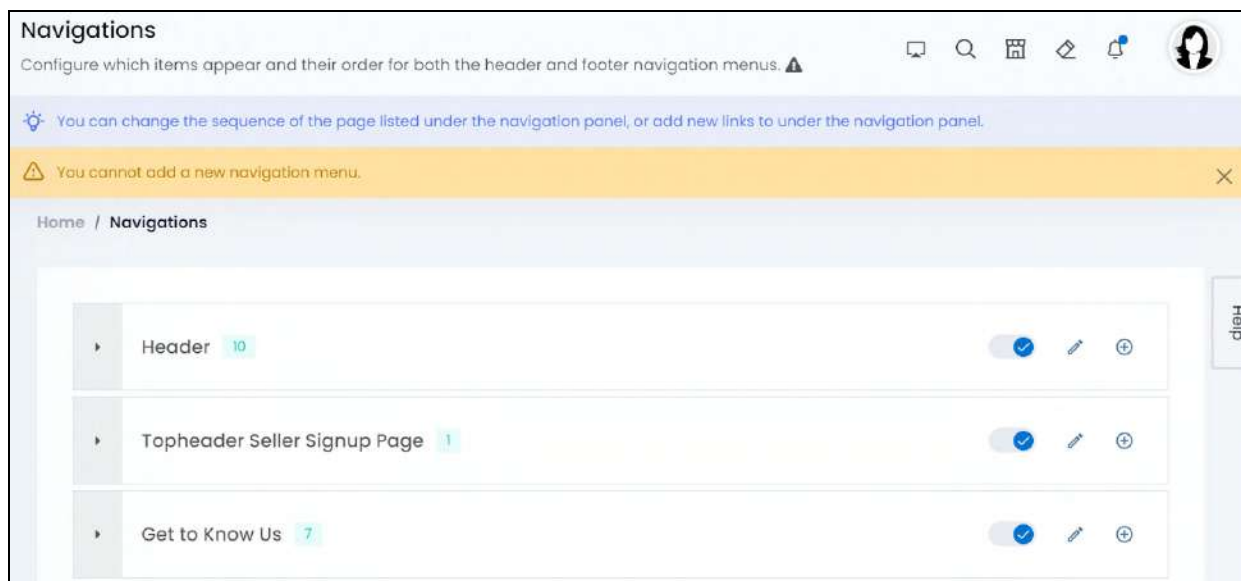 Navigations
Configure which items appear and their order for both the header and footer navigation menus.
You can change the sequence of the page listed under the navigation panel, or add new links to under the navigation panel.
You cannot add a new navigation menu.
Home / Navigations
Help
Header 10
Topheader Seller Signup Page 1
Get to Know Us 7